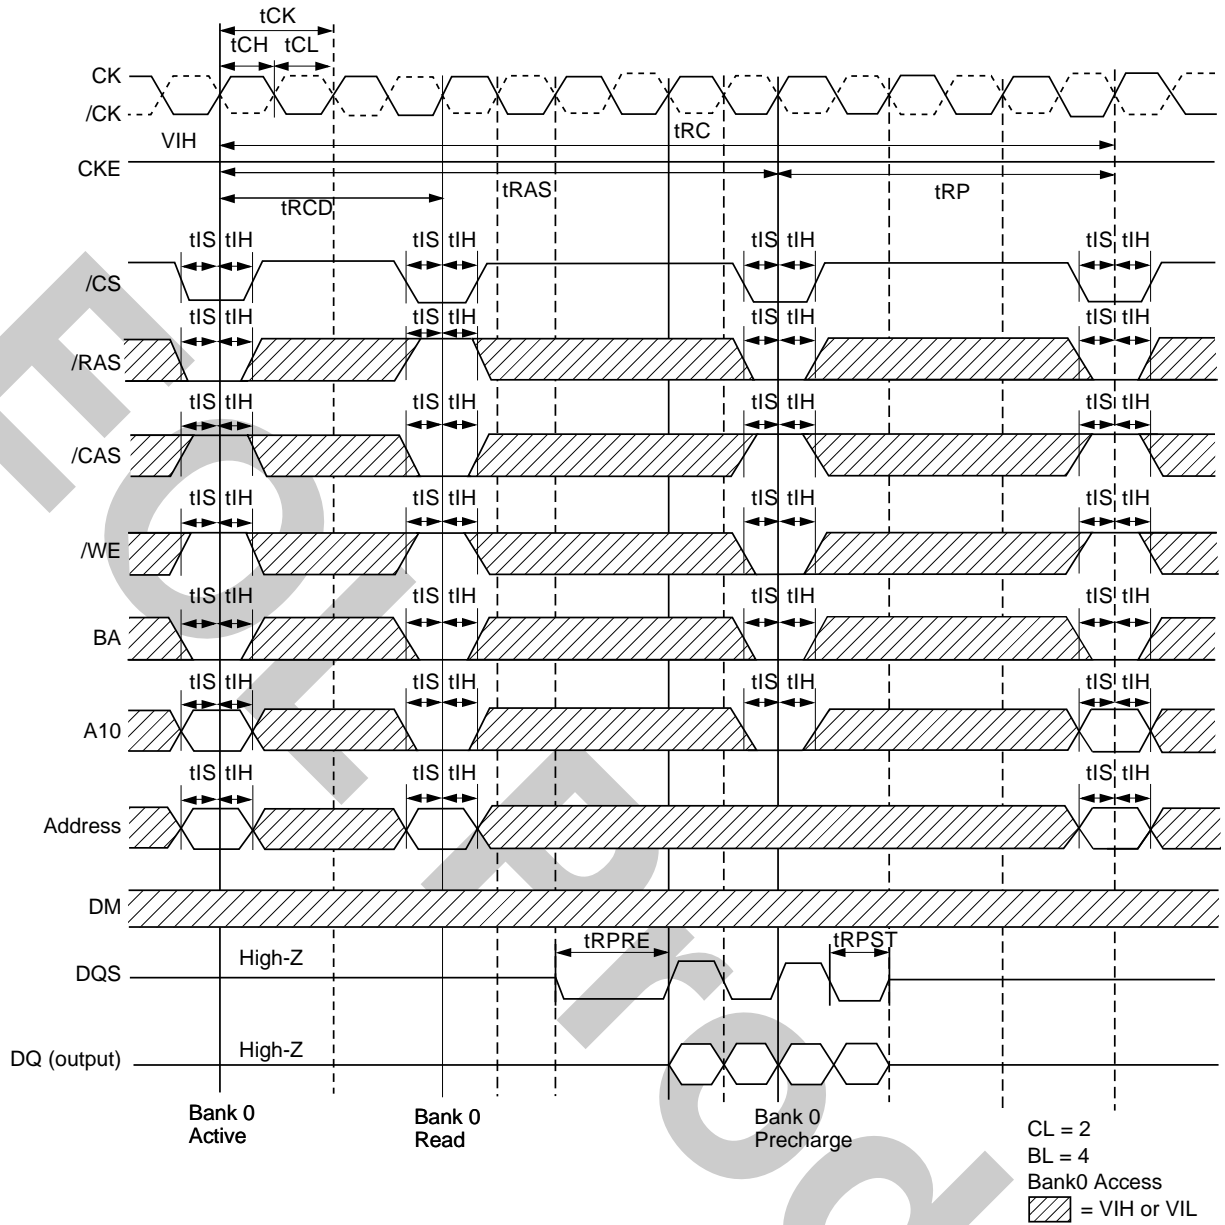 tCK
tCH tCL
CK
/CK
VIH
tRC
CKE
tRAS
tRP
tRCD
tIS tIH tIS tIH tIS tIH tIS tIH
/CS
tIS tIH tIS tIH tIS tIH tIS tIH
/RAS
tIS tIH tIS tIH tIS tIH tIS tIH
/CAS
tIS tIH tIS tIH tIS tIH tIS tIH
/WE
tIS tIH tIS tIH tIS tIH tIS tIH
BA
tIS tIH tIS tIH tIS tIH tIS tIH
A10
tIS tIH tIS tIH tIS tIH
Address
DM
tRPRE tRPST
High-Z
DQS
High-Z
DQ (output)
Bank 0
Active
Bank 0
Read
Bank 0
Precharge
CL = 2
BL = 4
Bank0 Access
= VIH or VIL
EOL Prod